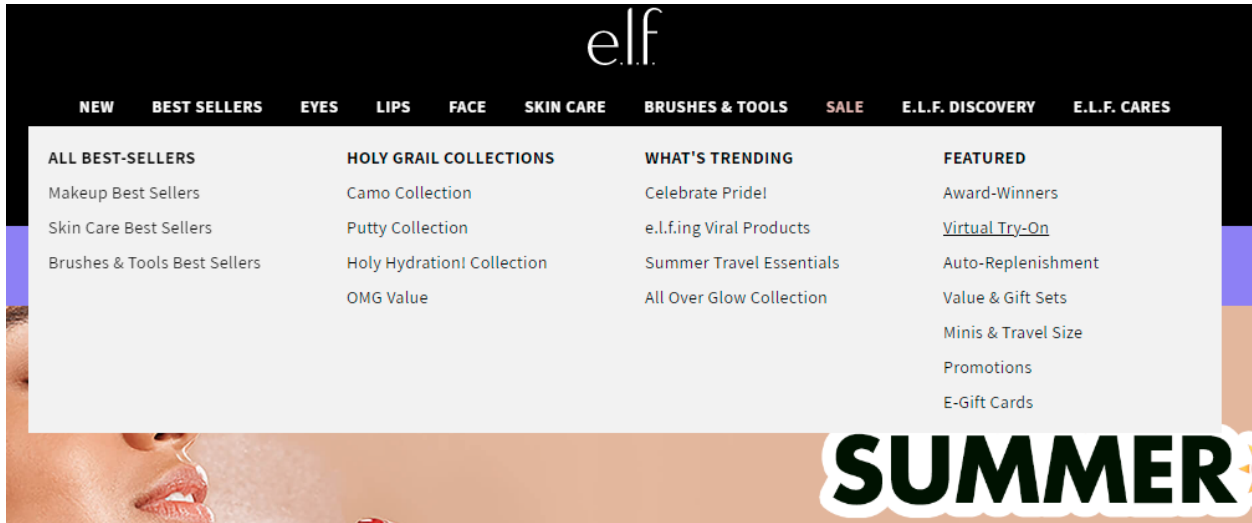 e.l.f.
NEW BEST SELLERS EYES LIPS FACE SKIN CARE BRUSHES & TOOLS SALE E.L.F. DISCOVERY E.L.F. CARES
ALL BEST-SELLERS
Makeup Best Sellers
Skin Care Best Sellers
Brushes & Tools Best Sellers
HOLY GRAIL COLLECTIONS
Camo Collection
Putty Collection
Holy Hydration! Collection
OMG Value
WHAT'S TRENDING
Celebrate Pride!
e.l.f.ing Viral Products
Summer Travel Essentials
All Over Glow Collection
FEATURED
Award-Winners
Virtual Try-On
Auto-Replenishment
Value & Gift Sets
Minis & Travel Size
Promotions
E-Gift Cards
SUMMER